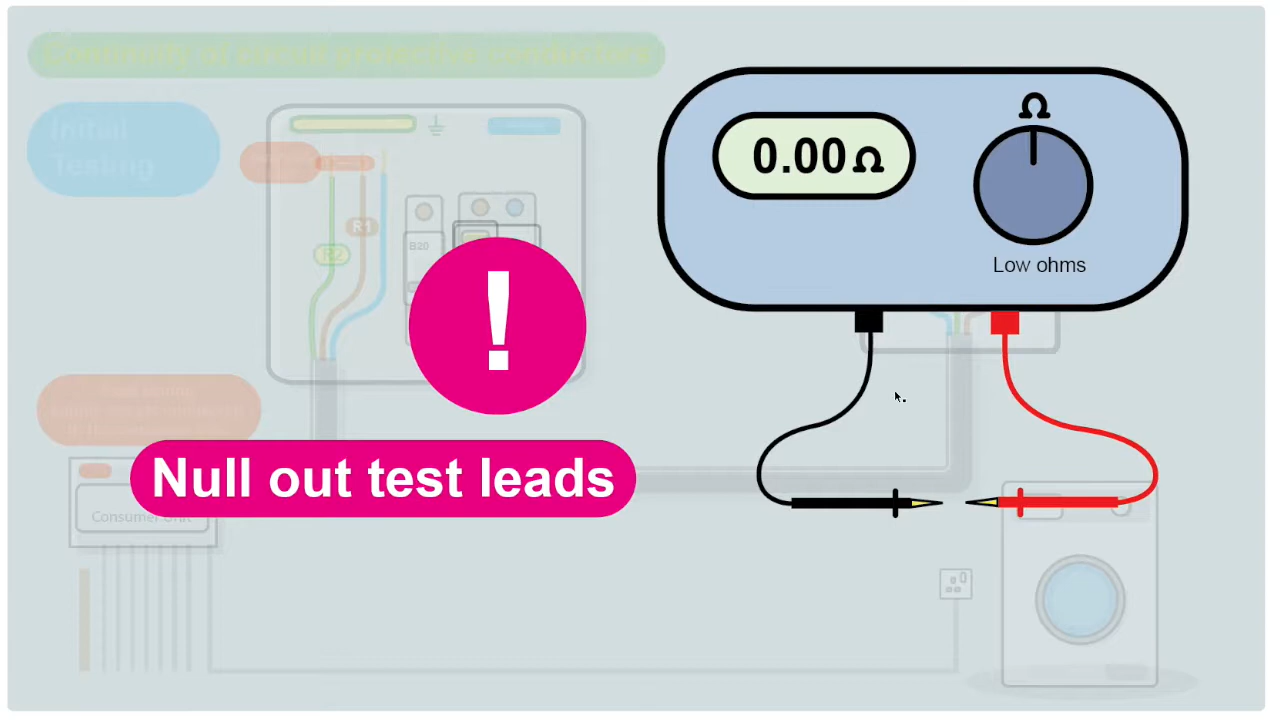 Continuity of circuit protective conductors
Initial
Testing
0.00Ω
Ω
Low ohms
R1
R2
B20
!
Null out test leads
Consumer Unit